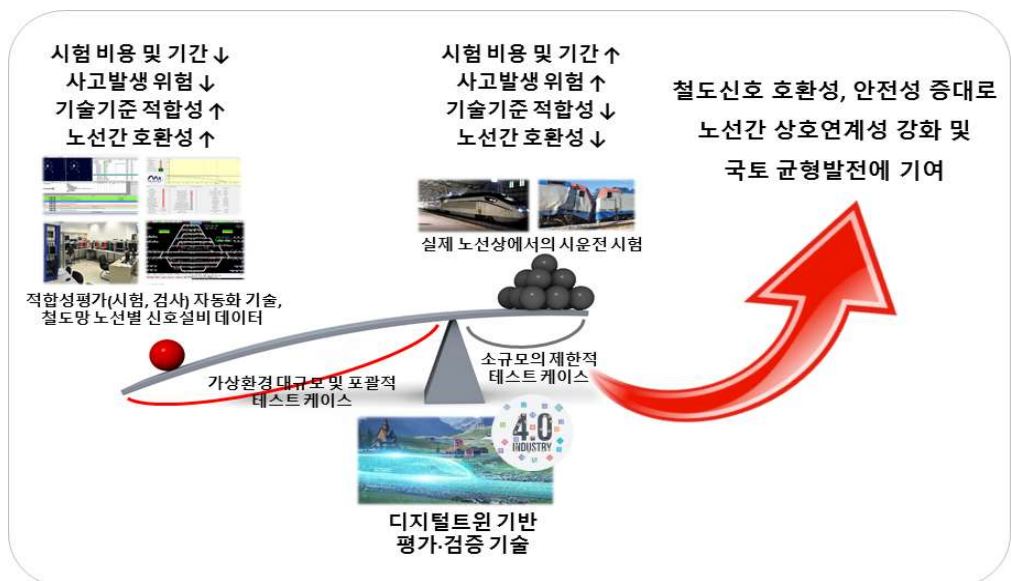 시험 비용 및 기간 ↓
사고발생 위험 ↓
기술기준 적합성 ↑
노선간 호환성 ↑
시험 비용 및 기간 ↑
사고발생 위험 ↑
기술기준 적합성 ↓
노선간 호환성 ↓
철도신호 호환성, 안전성 증대로
노선간 상호연계성 강화 및
국토 균형발전에 기여
실제 노선상에서의 시운전 시험
적합성평가(시험, 검사) 자동화 기술,
철도망 노선별 신호설비 데이터
소규모의 제한적
테스트 케이스
가상환경 대규모 및 포괄적
테스트 케이스
4.0
INDUSTRY
디지털트윈 기반
평가·검증 기술